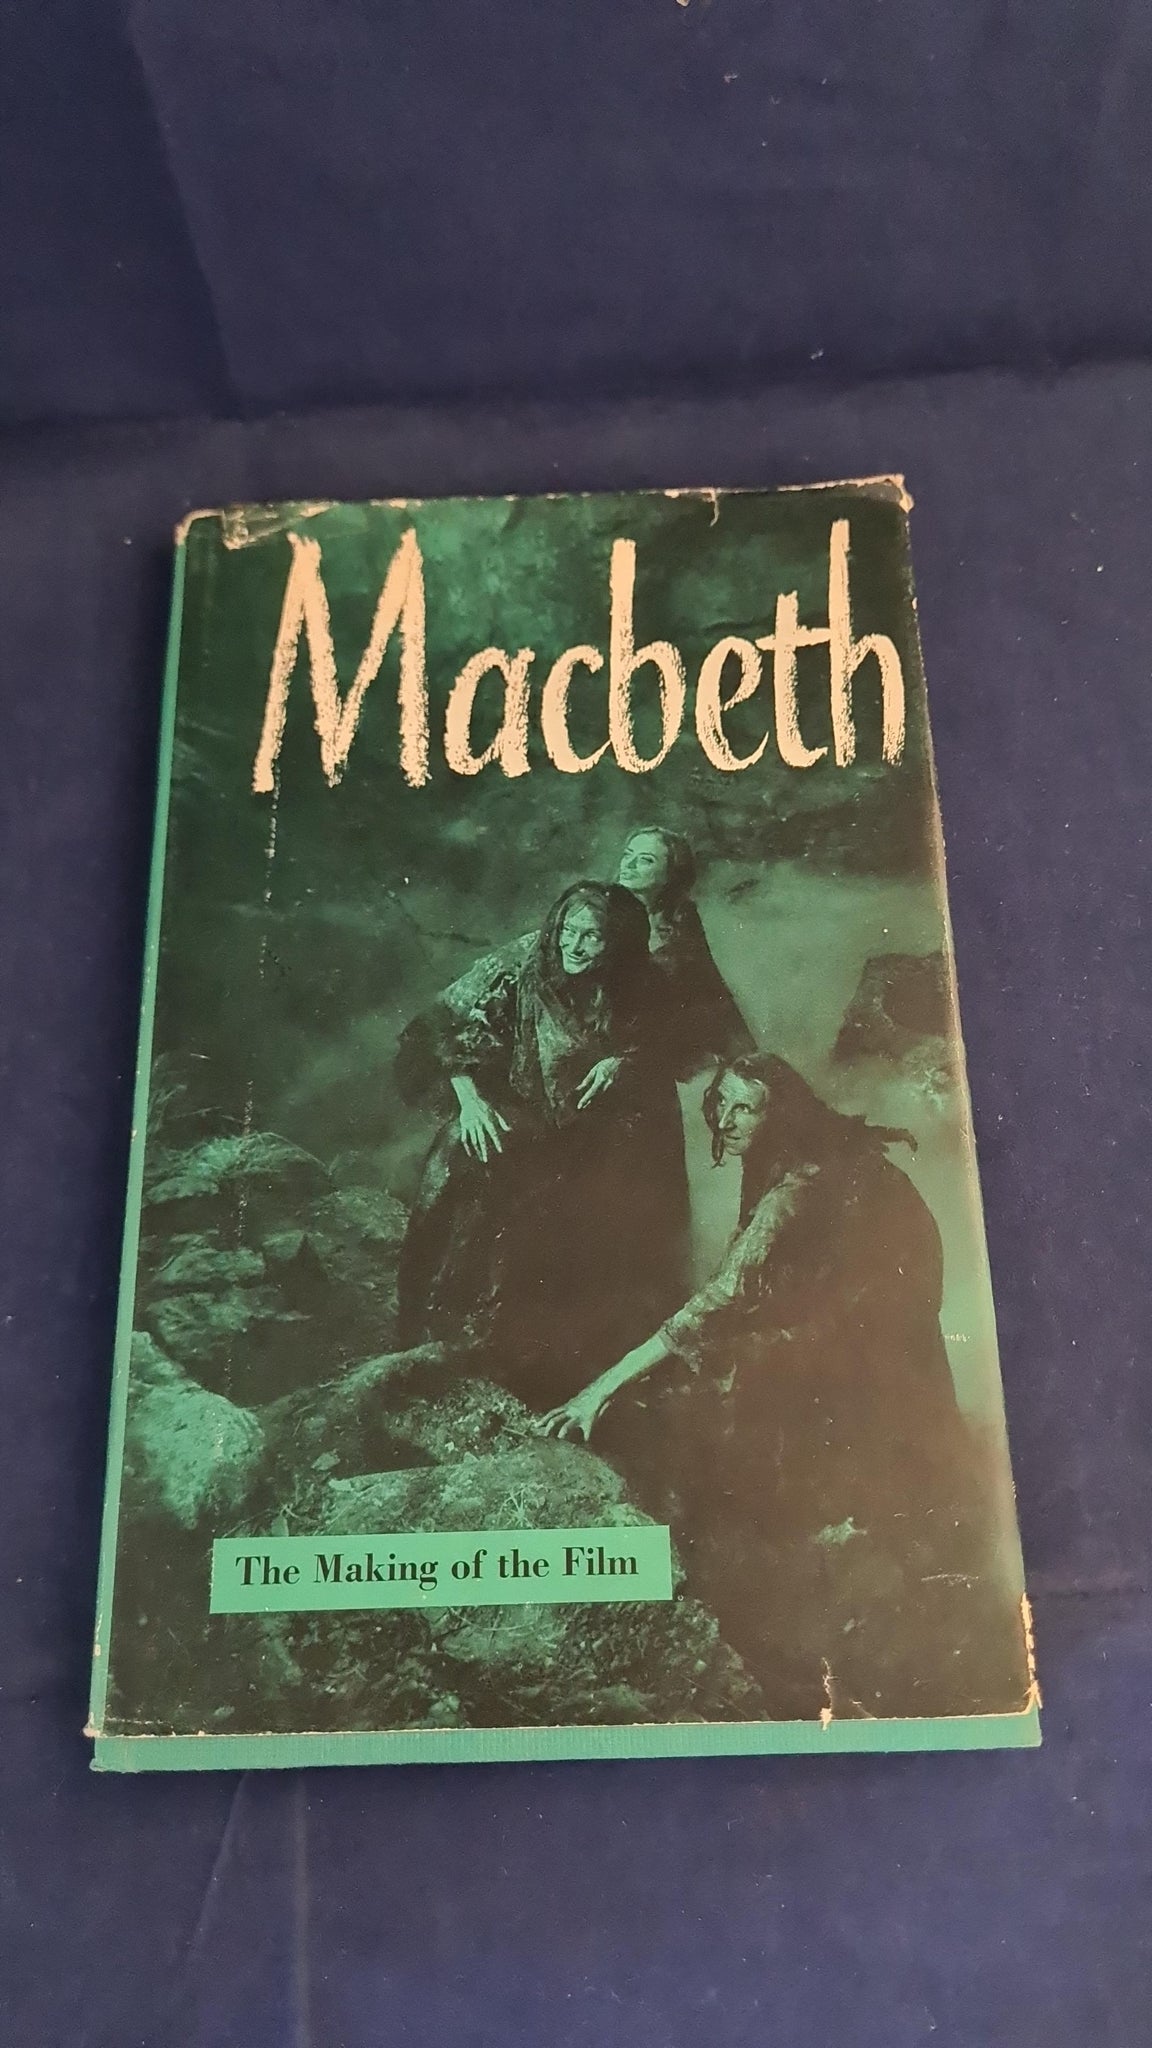 Macbeth
The Making of the Film